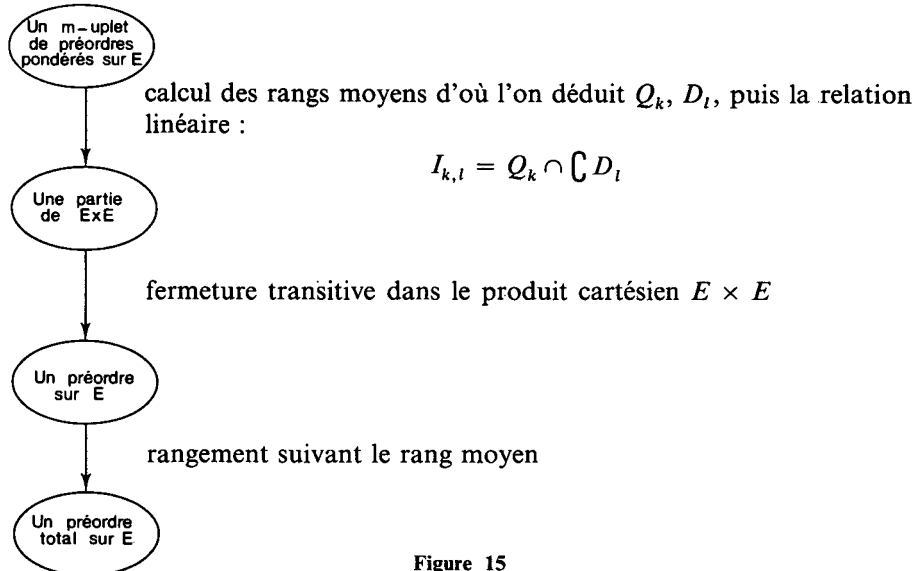 Un m-uplet
de préordres
pondérés sur E
calcul des rangs moyens d'où l'on déduit Q_k, D_l, puis la relation
linéaire :
I_{k,l} = Q_k ∩ ∁ D_l
Une partie
de ExE
fermeture transitive dans le produit cartésien E × E
Un préordre
sur E
rangement suivant le rang moyen
Un préordre
total sur E
Figure 15